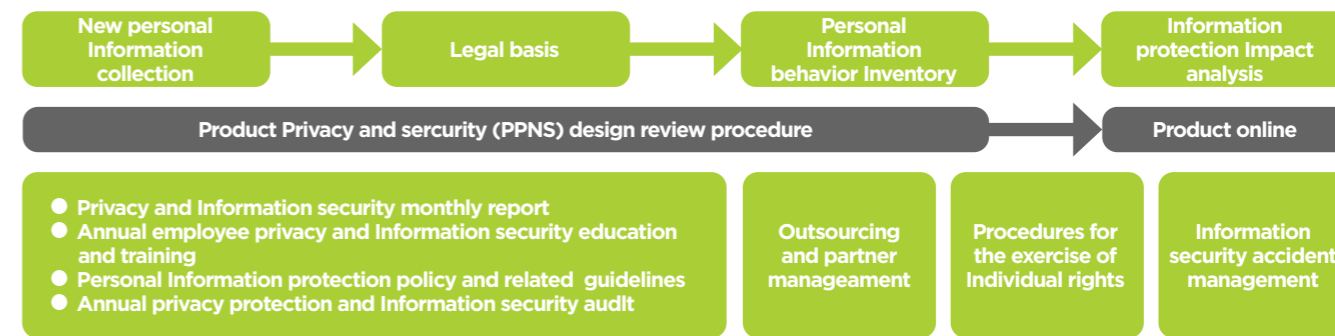 New personal
Information
collection
Legal basis
Personal
Information
behavior Inventory
Information
protection Impact
analysis
Product Privacy and sercurity (PPNS) design review procedure
Product online
Privacy and Information security monthly report
Annual employee privacy and Information security education
and training
Personal Information protection policy and related guidelines
Annual privacy protection and Information security audlt
Outsourcing
and partner
manageament
Procedures for
the exercise of
Individual rights
Information
security accident
management